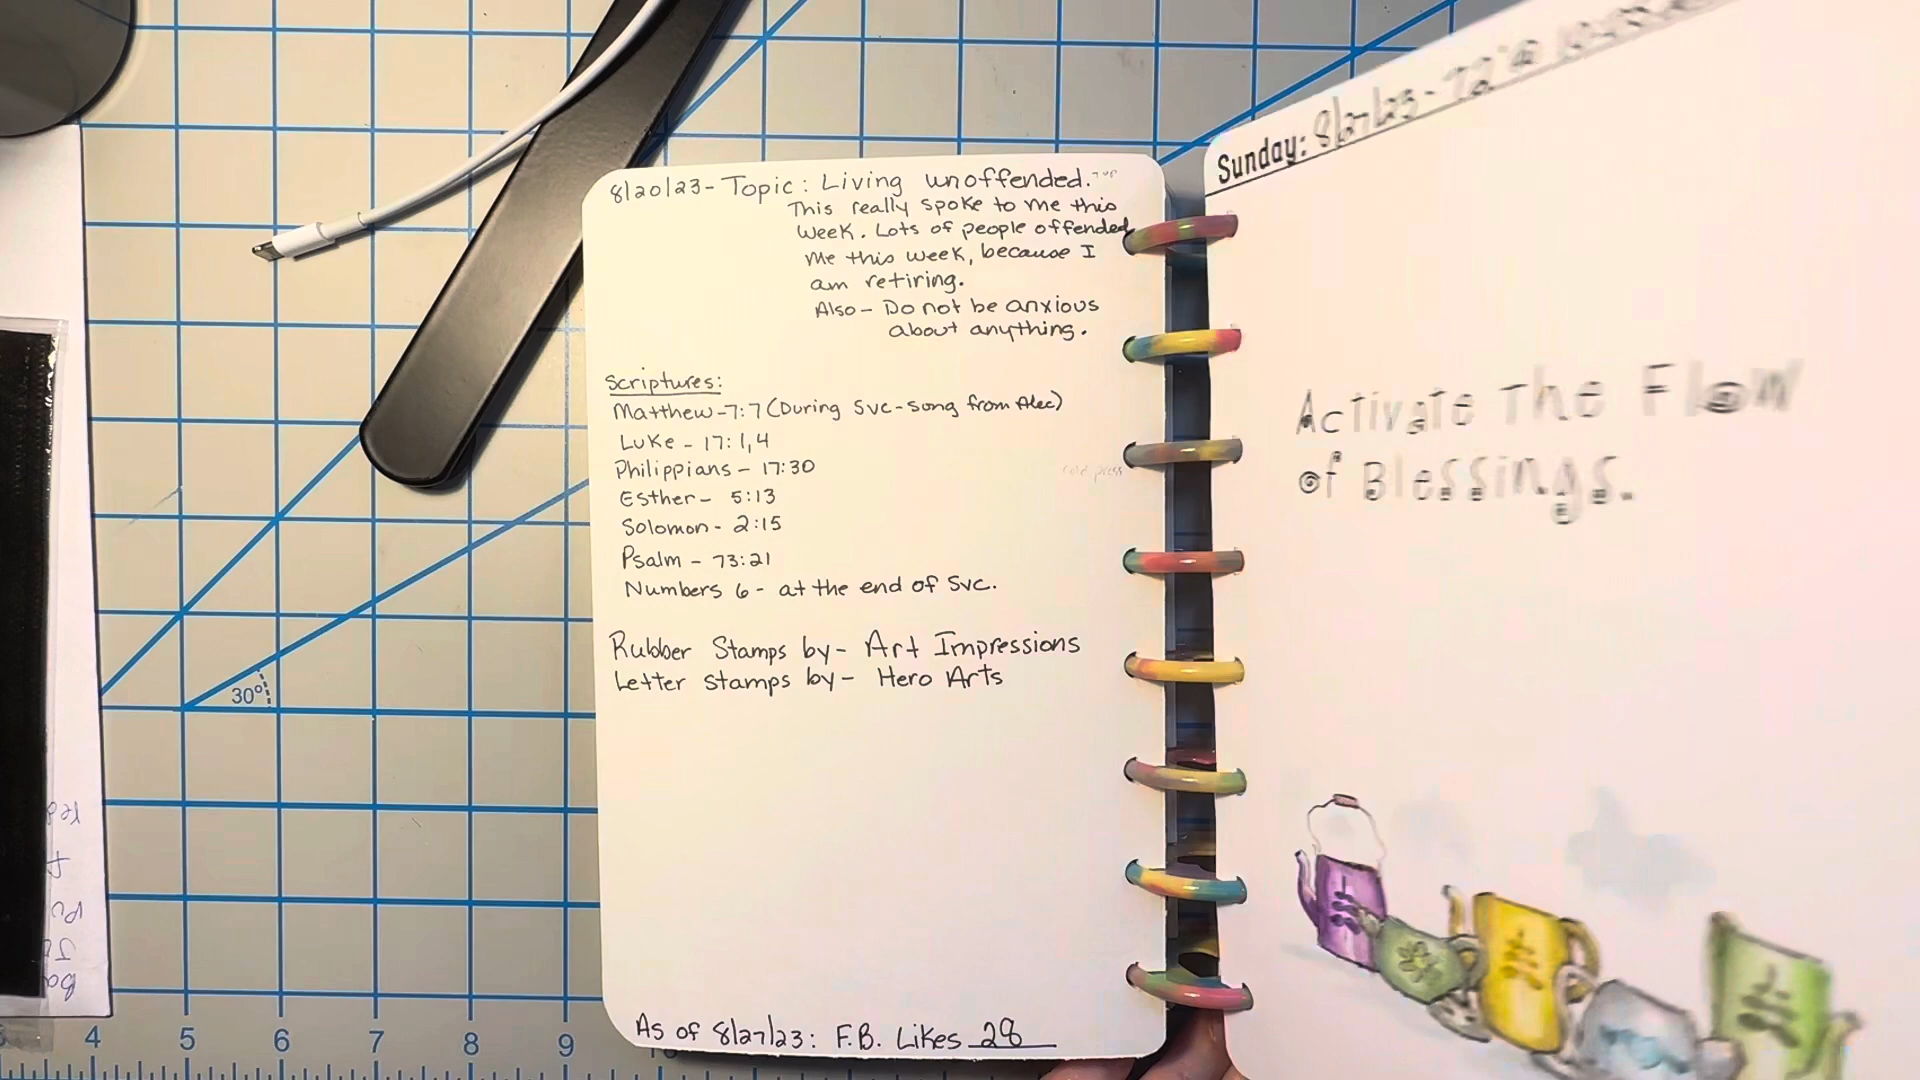 8/20/23 - Topic: Living unoffended.
This really spoke to me this
week. Lots of people offended
me this week, because I
am retiring.
Also - Do not be anxious
about anything.
Scriptures:
Matthew - 7:7 (During Svc - song from Alec)
Luke - 17:1,4
Philippians - 17:30
Esther - 5:13
Solomon - 2:15
Psalm - 73:21
Numbers 6 - at the end of Svc.
Rubber Stamps by - Art Impressions
Letter stamps by - Hero Arts
As of 8/27/23: F.B. Likes 28
Sunday: 8/27/23 - 72° @
Activate The Flow
of Blessings.
30°
4 5 6 7 8 9